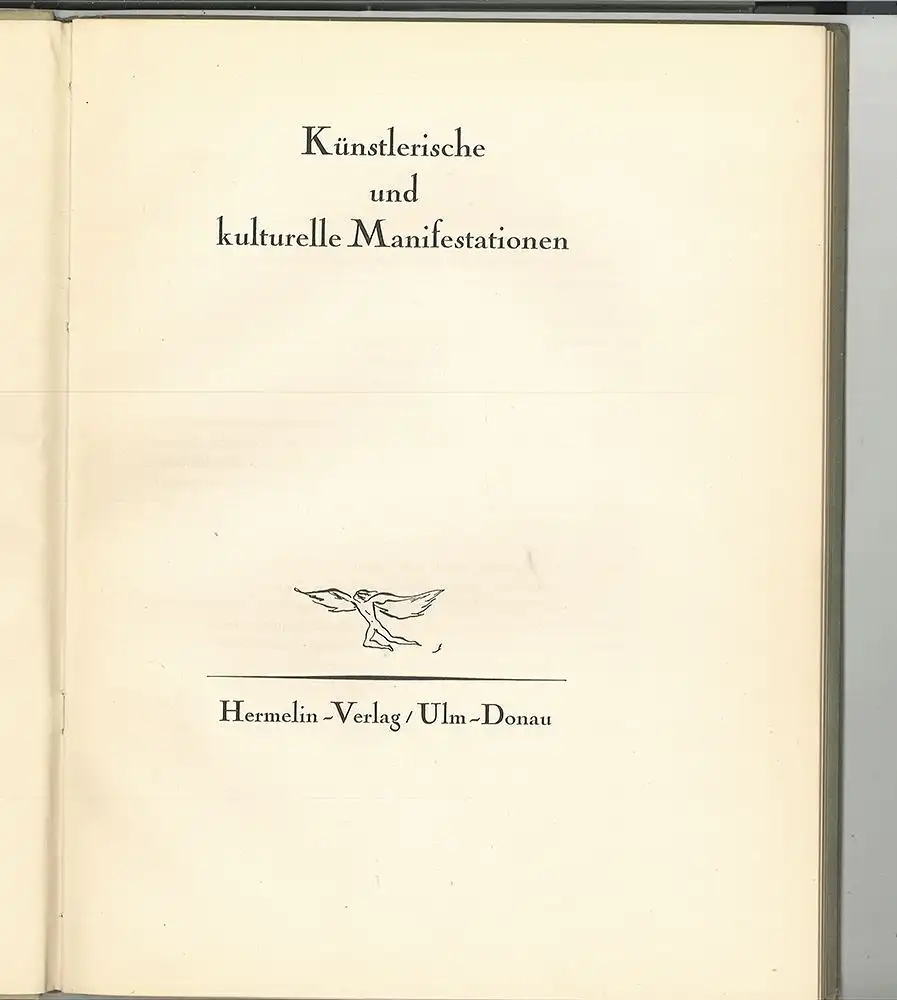 Künstlerische
und
kulturelle Manifestationen
Hermelin-Verlag / Ulm-Donau